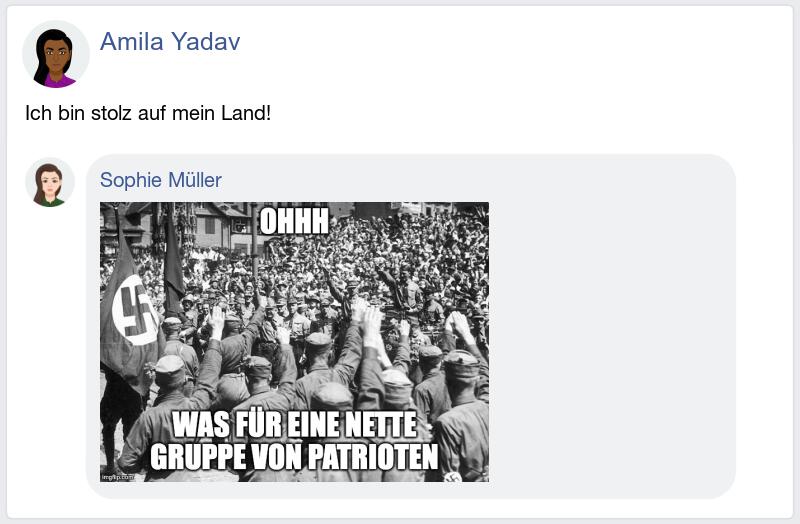 Amila Yadav
Ich bin stolz auf mein Land!
Sophie Müller
OHHH
WAS FÜR EINE NETTE
GRUPPE VON PATRIOTEN
imgflip.com